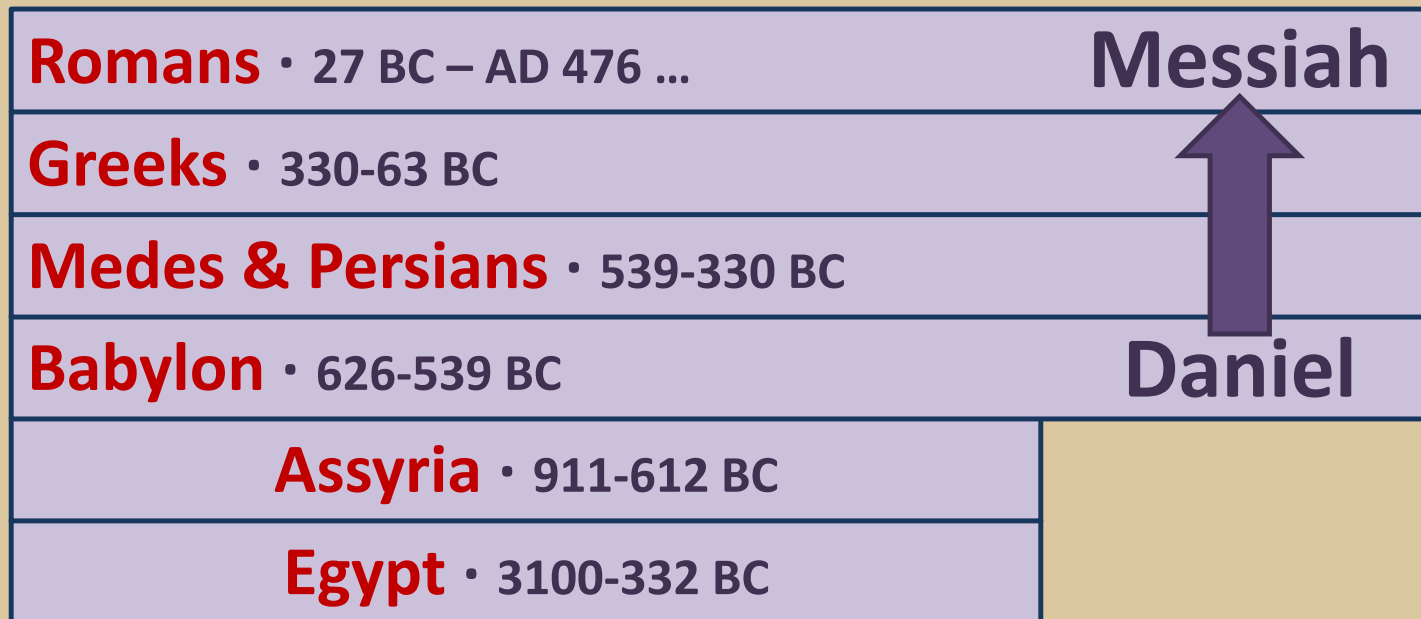 Romans · 27 BC – AD 476 ... Messiah
Greeks · 330-63 BC
Medes & Persians · 539-330 BC
Babylon · 626-539 BC Daniel
Assyria · 911-612 BC
Egypt · 3100-332 BC